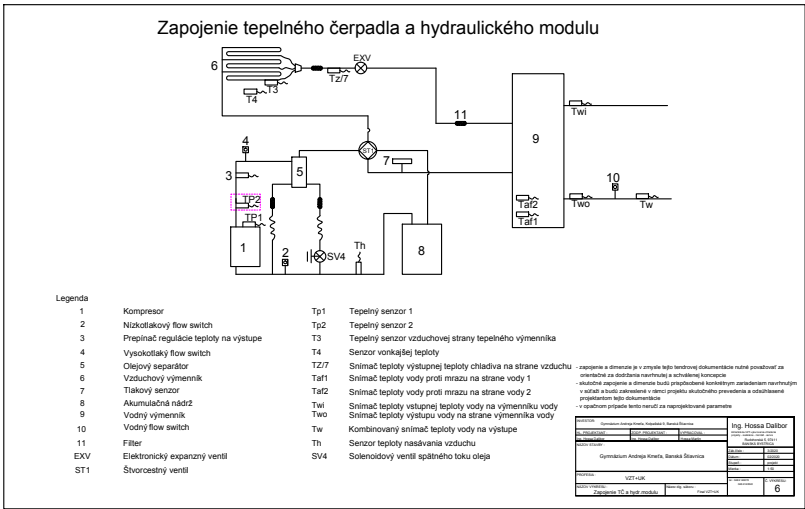 Zapojenie tepelného čerpadla a hydraulického modulu
6
EXV
Tz/7
T3
T4
11
Twi
9
4
ST1
7
5
3
10
TP2
Taf2
Two
Tw
TP1
Taf1
1
2
SV4
Th
8
Legenda
1 Kompresor
2 Nízkotlakový flow switch
3 Prepínač regulácie teploty na výstupe
4 Vysokotlaký flow switch
5 Olejový separátor
6 Vzduchový výmenník
7 Tlakový senzor
8 Akumulačná nádrž
9 Vodný výmenník
10 Vodný flow switch
11 Filter
EXV Elektronický expanzný ventil
ST1 Štvorcestný ventil
Tp1 Tepelný senzor 1
Tp2 Tepelný senzor 2
T3 Tepelný senzor vzduchovej strany tepelného výmenníka
T4 Senzor vonkajšej teploty
TZ/7 Snímač teploty výstupnej teploty chladiva na strane vzduchu
Taf1 Snímač teploty vody proti mrazu na strane vody 1
Taf2 Snímač teploty vody proti mrazu na strane vody 2
Twi Snímač teploty vstupnej teploty vody na výmenníku vody
Two Snímač teploty výstupu vody na strane výmenníka vody
Tw Kombinovaný snímač teploty vody na výstupe
Th Senzor teploty nasávania vzduchu
SV4 Solenoidový ventil spätného toku oleja
- zapojenie a dimenzie je v zmysle tejto tendrovej dokumentácie nutné považovať za
orientačné za dodržania navrhnutej a schválenej koncepcie
- skutočné zapojenie a dimenzie budú prispôsobené konkrétnym zariadeniam navrhnutým
v súťaži a budú zakreslené v rámci projektu skutočného prevedenia a odsúhlasené
projektantom tejto dokumentácie
- v opačnom prípade tento neručí za naprojektované parametre
Gymnázium Andreja Kmeťa, Banská Štiavnica
Ing. Hossa Dalibor
BANSKÁ BYSTRICA
PROFESIA:
VZT+UK
Zapojenie TČ a hydr.modulu
Č. VÝKRESU:
6